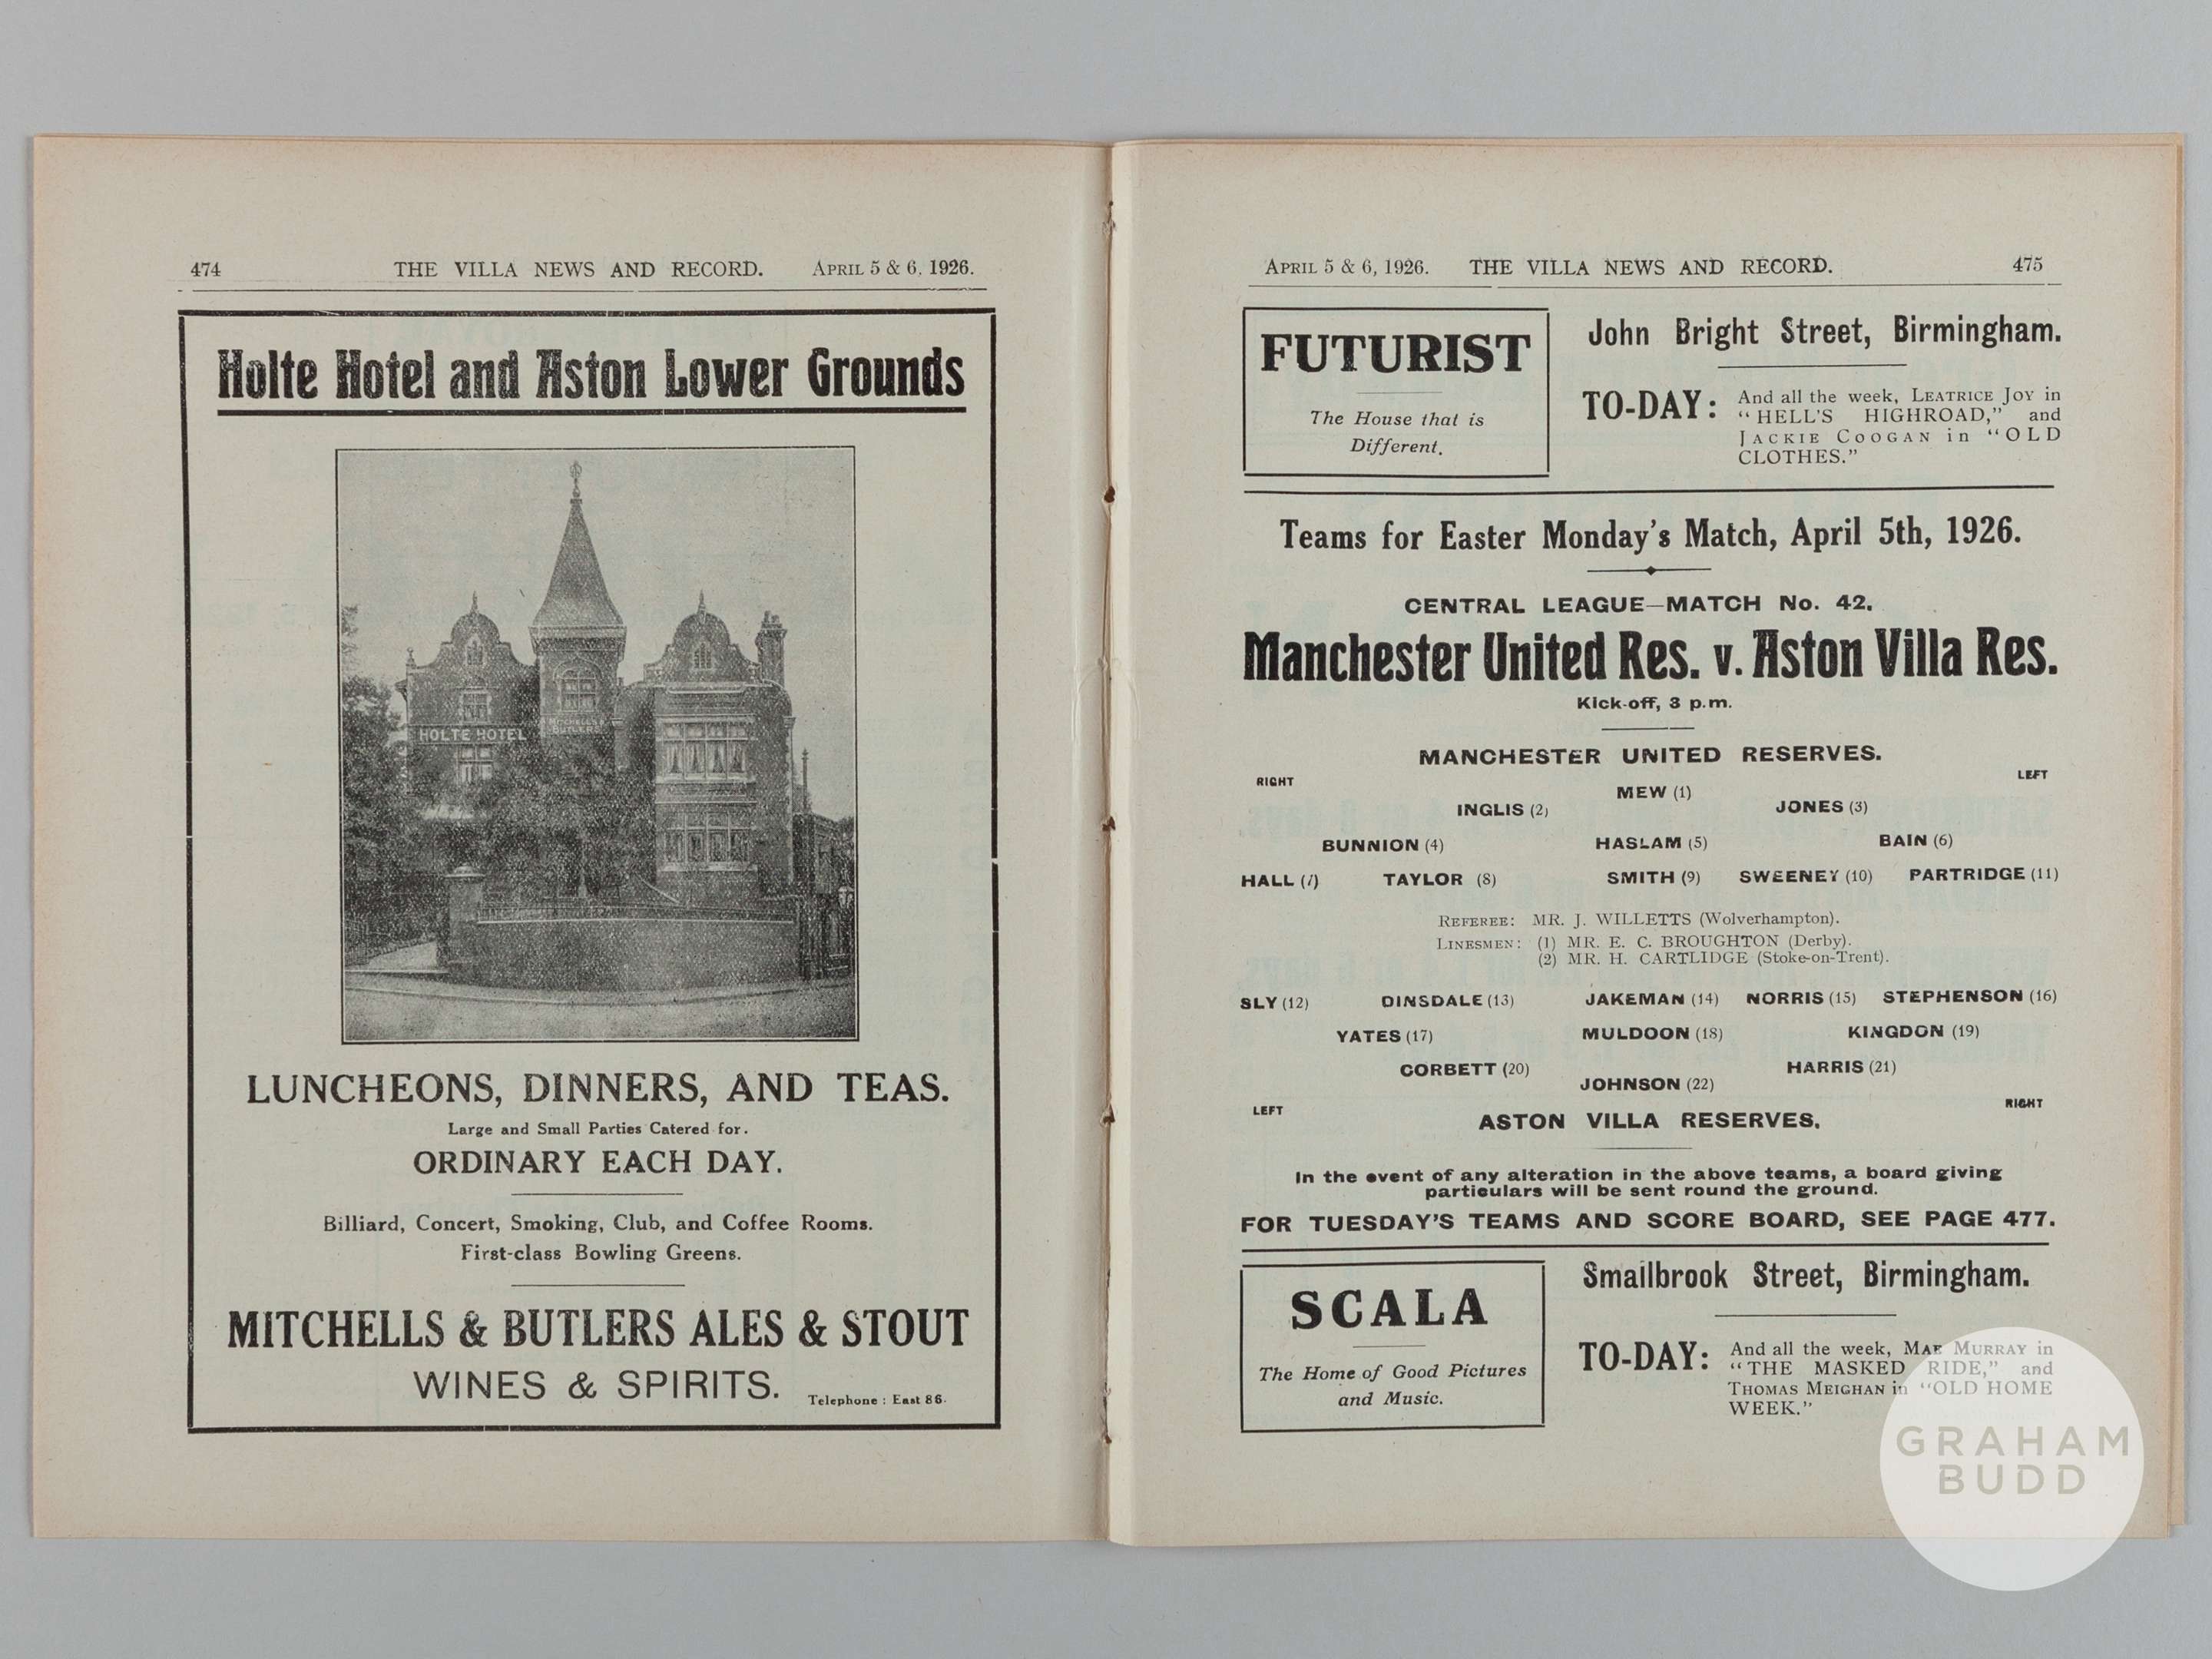 474 THE VILLA NEWS AND RECORD. APRIL 5 & 6, 1926.
Holte Hotel and Aston Lower Grounds
HOLTE HOTEL
MITCHELLS &
BUTLERS
LUNCHEONS, DINNERS, AND TEAS.
Large and Small Parties Catered for.
ORDINARY EACH DAY.
Billiard, Concert, Smoking, Club, and Coffee Rooms.
First-class Bowling Greens.
MITCHELLS & BUTLERS ALES & STOUT
WINES & SPIRITS. Telephone : East 86.
APRIL 5 & 6, 1926. THE VILLA NEWS AND RECORD. 475
FUTURIST
The House that is
Different.
John Bright Street, Birmingham.
TO-DAY: And all the week, LEATRICE JOY in
"HELL'S HIGHROAD," and
JACKIE COOGAN in "OLD
CLOTHES."
Teams for Easter Monday's Match, April 5th, 1926.
CENTRAL LEAGUE—MATCH No. 42.
Manchester United Res. v. Aston Villa Res.
Kick-off, 3 p.m.
MANCHESTER UNITED RESERVES.
RIGHT LEFT
MEW (1)
INGLIS (2) JONES (3)
BUNNION (4) HASLAM (5) BAIN (6)
HALL (7) TAYLOR (8) SMITH (9) SWEENEY (10) PARTRIDGE (11)
REFEREE: MR. J. WILLETTS (Wolverhampton).
LINESMEN: (1) MR. E. C. BROUGHTON (Derby).
(2) MR. H. CARTLIDGE (Stoke-on-Trent).
SLY (12) DINSDALE (13) JAKEMAN (14) NORRIS (15) STEPHENSON (16)
YATES (17) MULDOON (18) KINGDON (19)
CORBETT (20) HARRIS (21)
JOHNSON (22)
LEFT RIGHT
ASTON VILLA RESERVES.
In the event of any alteration in the above teams, a board giving
particulars will be sent round the ground.
FOR TUESDAY'S TEAMS AND SCORE BOARD, SEE PAGE 477.
SCALA
The Home of Good Pictures
and Music.
Smallbrook Street, Birmingham.
TO-DAY: And all the week, MAE MURRAY in
"THE MASKED RIDE," and
THOMAS MEIGHAN in "OLD HOME
WEEK."
GRAHAM
BUDD